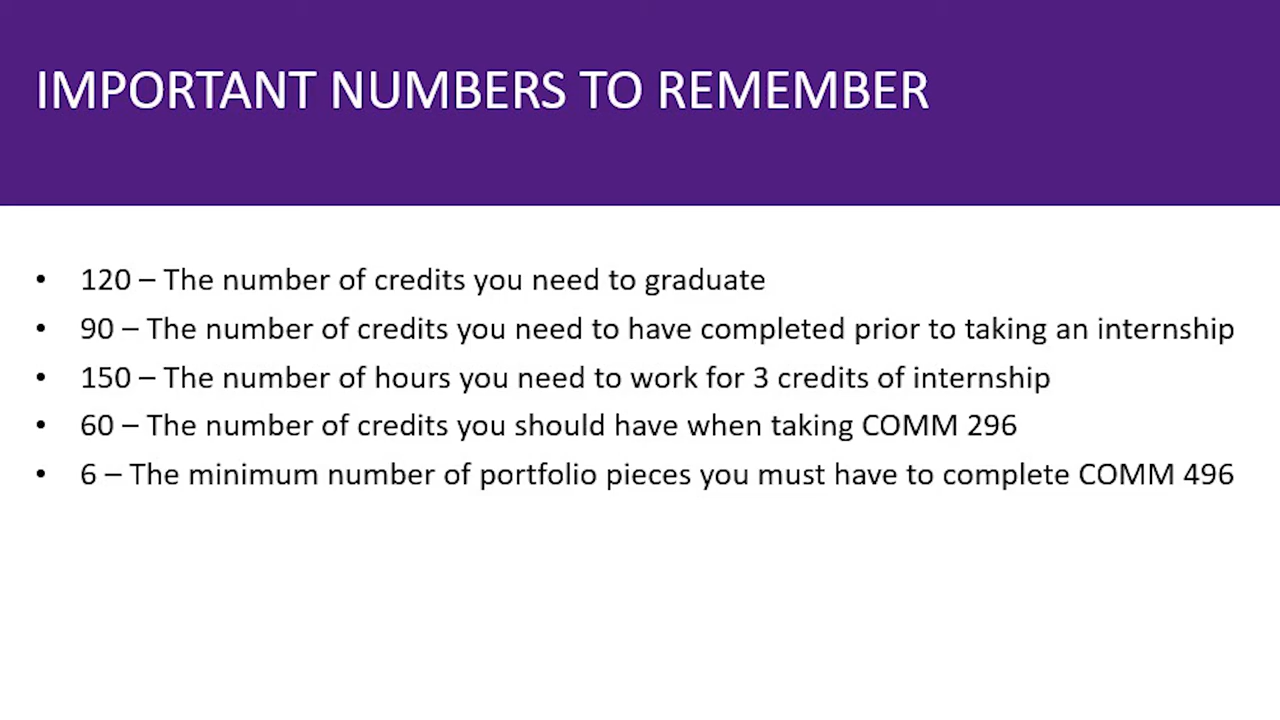 IMPORTANT NUMBERS TO REMEMBER
• 120 – The number of credits you need to graduate
• 90 – The number of credits you need to have completed prior to taking an internship
• 150 – The number of hours you need to work for 3 credits of internship
• 60 – The number of credits you should have when taking COMM 296
• 6 – The minimum number of portfolio pieces you must have to complete COMM 496